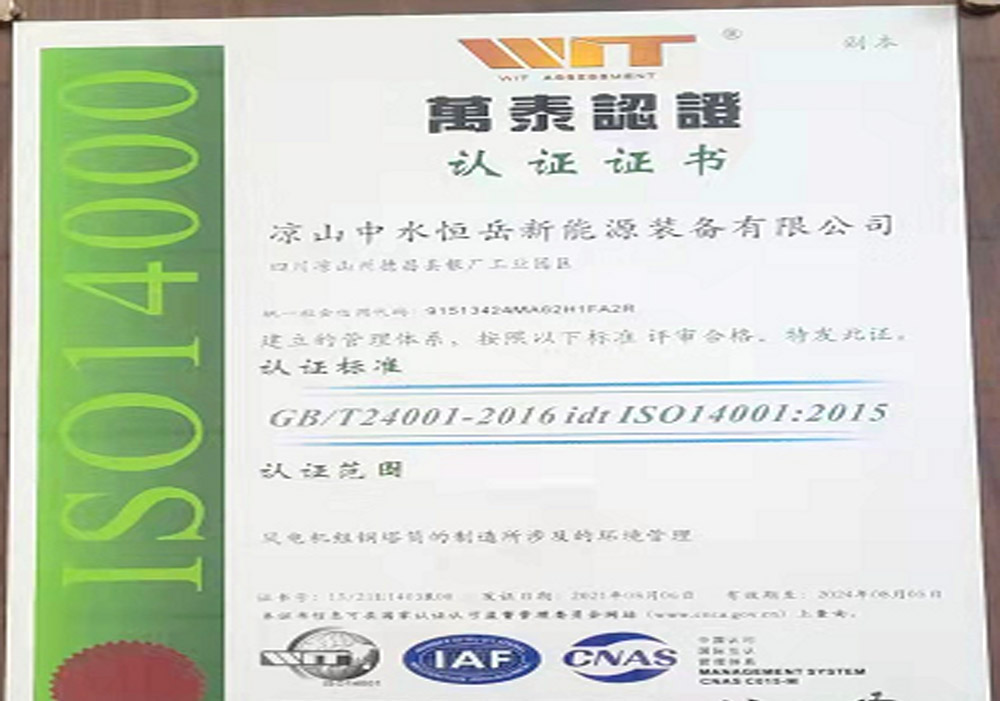 ISO14000
WIT ®
WIT ASSESSMENT
副本
萬泰認證
认证证书
凉山中水恒岳新能源装备有限公司
四川凉山州德昌县银厂工业园区
统一社会信用代码：91513424MA62H1FA2R
建立的管理体系，按照以下标准评审合格，特发此证。
认证标准
GB/T24001-2016 idt ISO14001:2015
认证范围
风电机组钢塔筒的制造所涉及的环境管理
证书号： 发证日期：2021年08月06日 有效期至：2024年08月05日
本证书信息可在国家认证认可监督管理委员会网站（www.cnca.gov.cn）上查询。
WIT
ISO14001
IAF
CNAS
中国认可
国际互认
管理体系
MANAGEMENT SYSTEM
CNAS C015-M